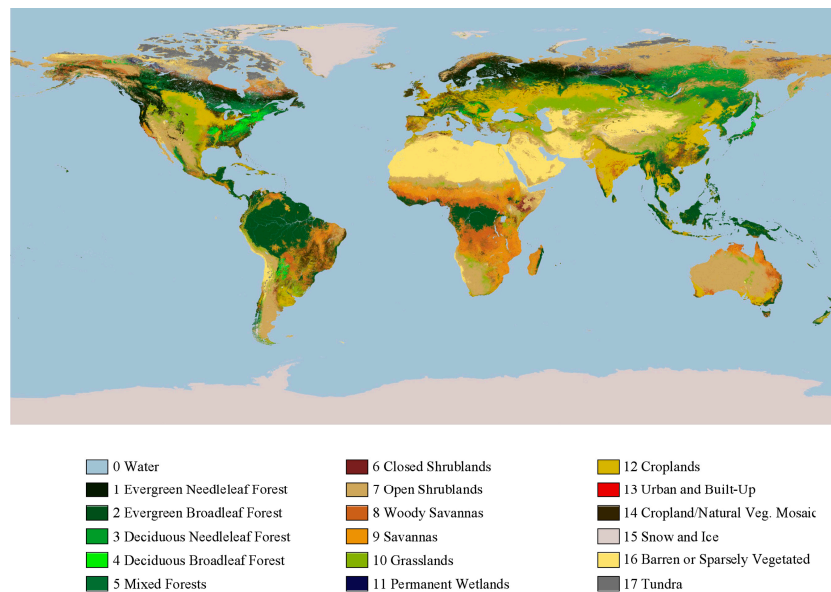 0 Water
1 Evergreen Needleleaf Forest
2 Evergreen Broadleaf Forest
3 Deciduous Needleleaf Forest
4 Deciduous Broadleaf Forest
5 Mixed Forests
6 Closed Shrublands
7 Open Shrublands
8 Woody Savannas
9 Savannas
10 Grasslands
11 Permanent Wetlands
12 Croplands
13 Urban and Built-Up
14 Cropland/Natural Veg. Mosaic
15 Snow and Ice
16 Barren or Sparsely Vegetated
17 Tundra